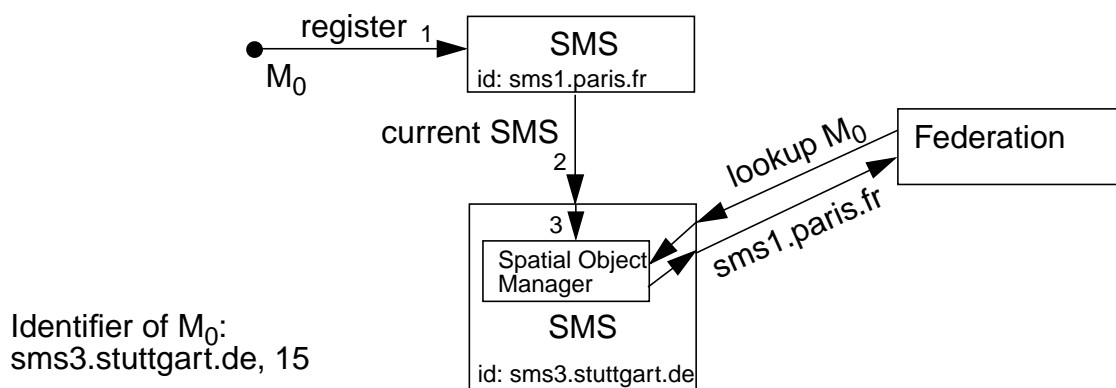 register 1
M0
SMS
id: sms1.paris.fr
current SMS
2
lookup M0
Federation
sms1.paris.fr
3
Spatial Object
Manager
SMS
id: sms3.stuttgart.de
Identifier of M0:
sms3.stuttgart.de, 15